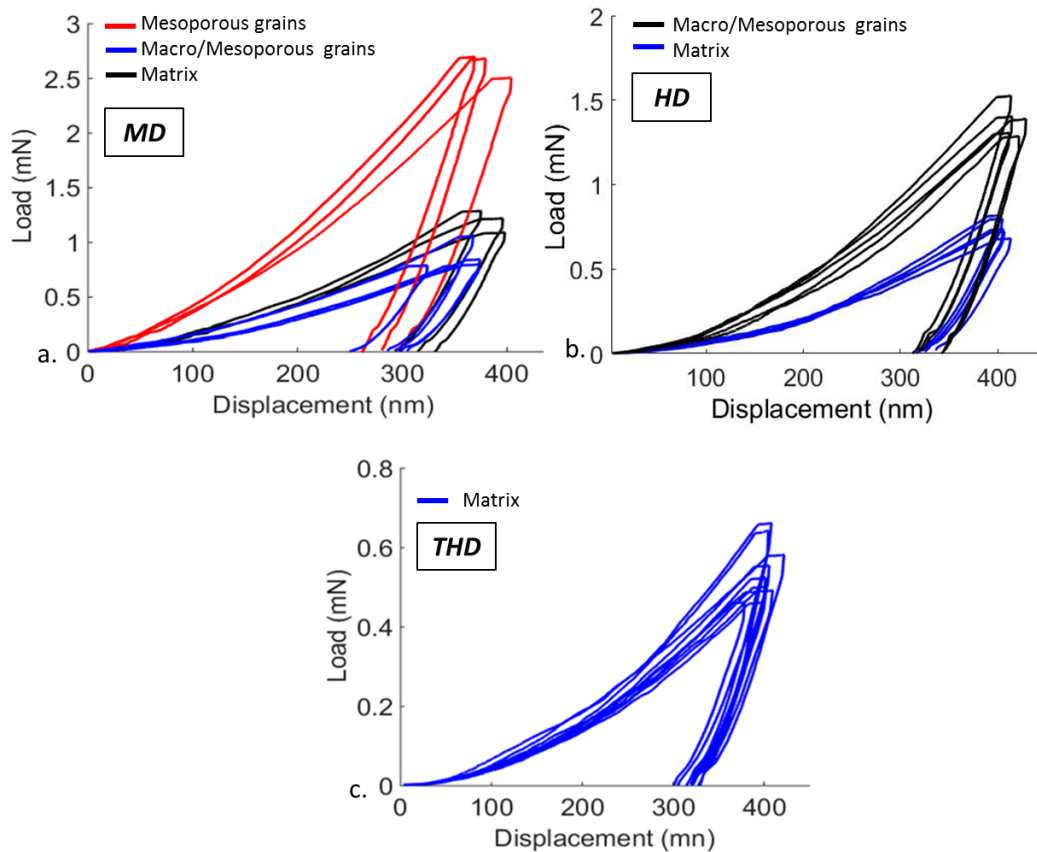 Mesoporous grains
Macro/Mesoporous grains
Matrix
MD
3
2.5
2
1.5
1
0.5
0
Load (mN)
a.
0 100 200 300 400
Displacement (nm)
Macro/Mesoporous grains
Matrix
HD
2
1.5
1
0.5
0
Load (mN)
b.
100 200 300 400
Displacement (nm)
Matrix
THD
0.8
0.6
0.4
0.2
0
Load (mN)
c.
0 100 200 300 400
Displacement (mn)